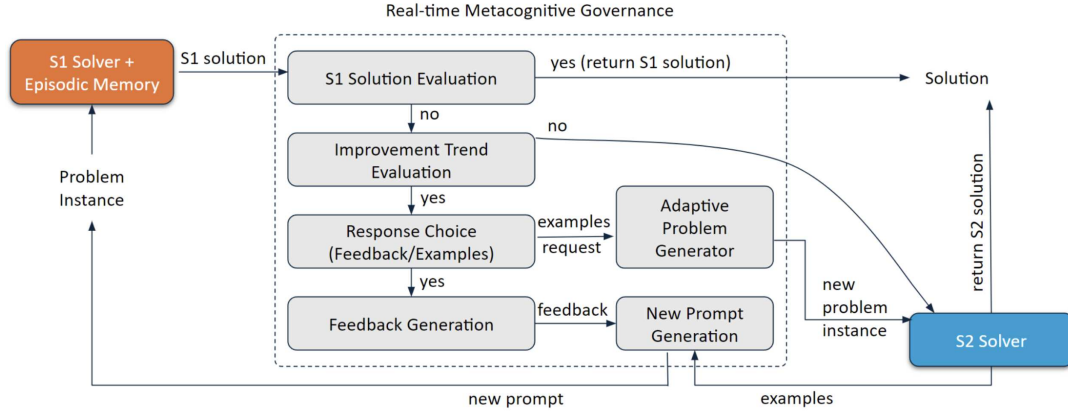 Real-time Metacognitive Governance
S1 Solver +
Episodic Memory
S1 solution
S1 Solution Evaluation
yes (return S1 solution)
Solution
no
no
Improvement Trend
Evaluation
Problem
Instance
yes
Response Choice
(Feedback/Examples)
examples
request
Adaptive
Problem
Generator
return S2 solution
yes
new
problem
instance
Feedback Generation
feedback
New Prompt
Generation
S2 Solver
new prompt
examples